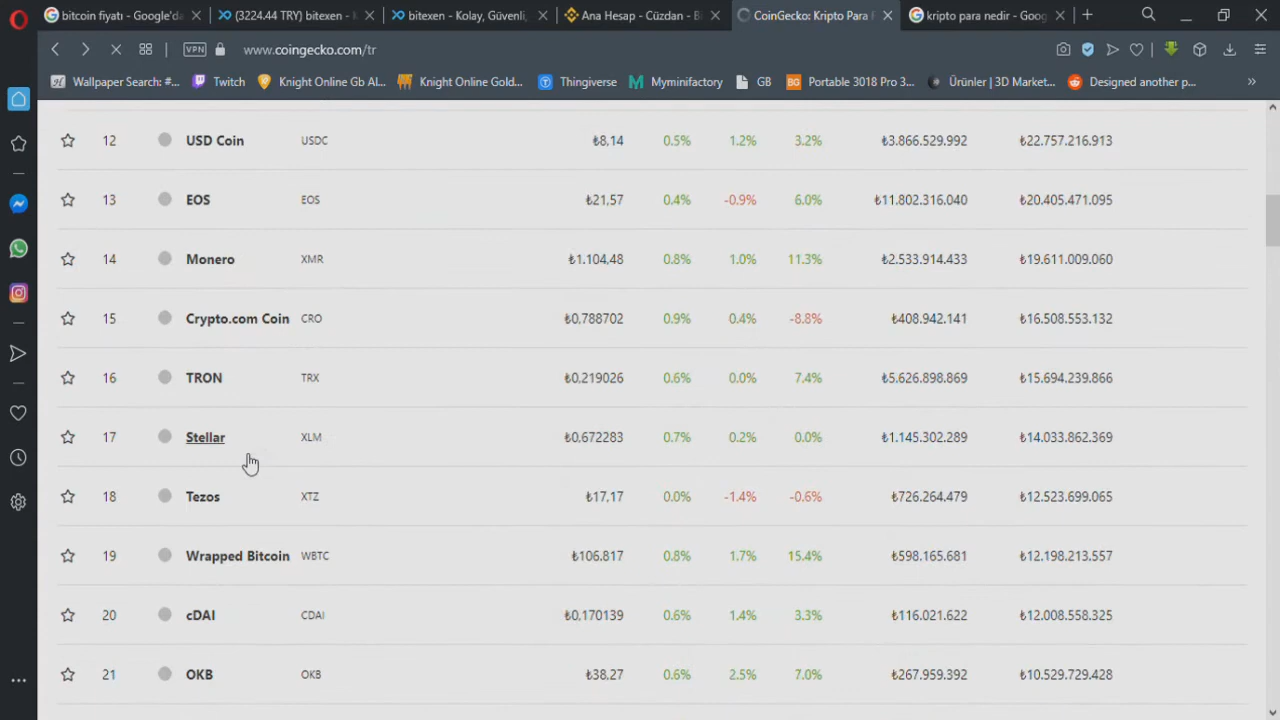 bitcoin fiyatı - Google'da
(3224.44 TRY) bitexen -
bitexen - Kolay, Güvenli,
Ana Hesap - Cüzdan - B
CoinGecko: Kripto Para F
kripto para nedir - Goog
VPN
www.coingecko.com/tr
Wallpaper Search: #...
Twitch
Knight Online Gb Al...
Knight Online Gold...
Thingiverse
Myminifactory
GB
BG Portable 3018 Pro 3...
Ürünler | 3D Market...
Designed another p...
12 USD Coin USDC ₺8,14 0.5% 1.2% 3.2% ₺3.866.529.992 ₺22.757.216.913
13 EOS EOS ₺21,57 0.4% -0.9% 6.0% ₺11.802.316.040 ₺20.405.471.095
14 Monero XMR ₺1.104,48 0.8% 1.0% 11.3% ₺2.533.914.433 ₺19.611.009.060
15 Crypto.com Coin CRO ₺0,788702 0.9% 0.4% -8.8% ₺408.942.141 ₺16.508.553.132
16 TRON TRX ₺0,219026 0.6% 0.0% 7.4% ₺5.626.898.869 ₺15.694.239.866
17 Stellar XLM ₺0,672283 0.7% 0.2% 0.0% ₺1.145.302.289 ₺14.033.862.369
18 Tezos XTZ ₺17,17 0.0% -1.4% -0.6% ₺726.264.479 ₺12.523.699.065
19 Wrapped Bitcoin WBTC ₺106.817 0.8% 1.7% 15.4% ₺598.165.681 ₺12.198.213.557
20 cDAI CDAI ₺0,170139 0.6% 1.4% 3.3% ₺116.021.622 ₺12.008.558.325
21 OKB OKB ₺38,27 0.6% 2.5% 7.0% ₺267.959.392 ₺10.529.729.428